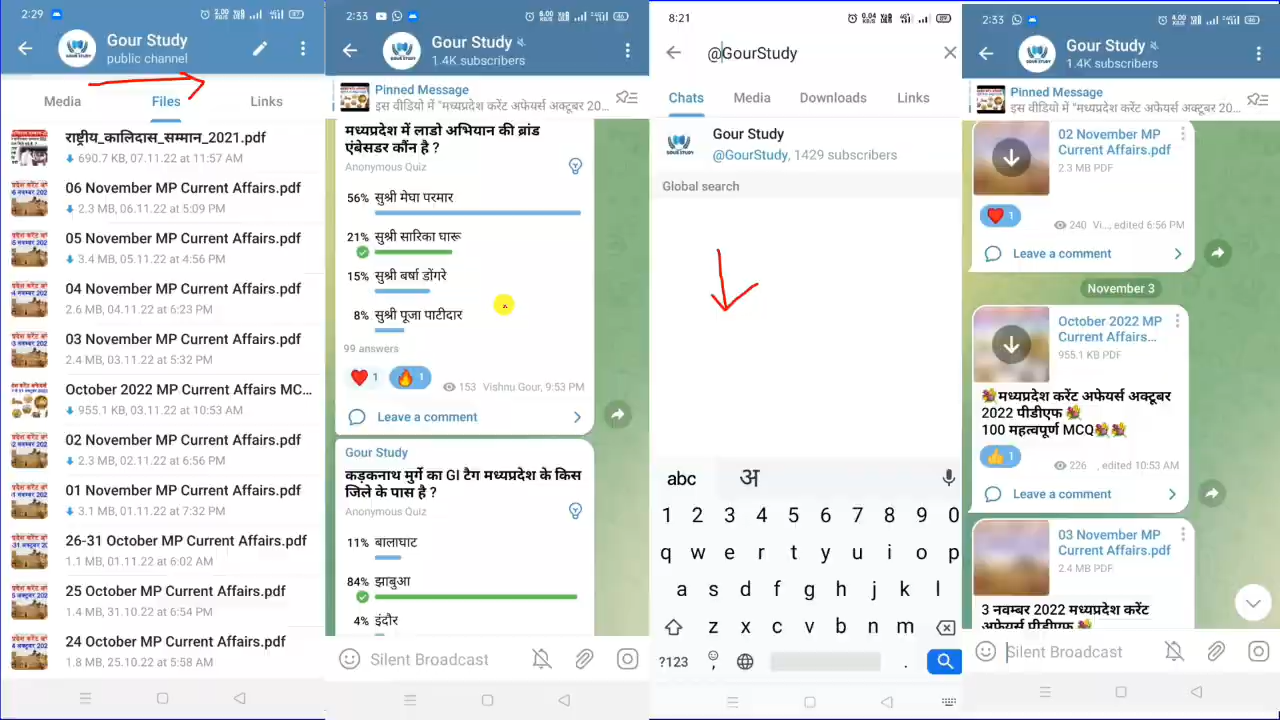 2:29
Gour Study
public channel
Media Files Links
राष्ट्रीय_कालिदास_सम्मान_2021.pdf
690.7 KB, 07.11.22 at 11:57 AM
06 November MP Current Affairs.pdf
2.3 MB, 06.11.22 at 5:09 PM
05 November MP Current Affairs.pdf
3.4 MB, 05.11.22 at 4:56 PM
04 November MP Current Affairs.pdf
2.6 MB, 04.11.22 at 6:23 PM
03 November MP Current Affairs.pdf
2.4 MB, 03.11.22 at 5:32 PM
October 2022 MP Current Affairs MC...
955.1 KB, 03.11.22 at 10:53 AM
02 November MP Current Affairs.pdf
2.3 MB, 02.11.22 at 6:56 PM
01 November MP Current Affairs.pdf
3.1 MB, 01.11.22 at 7:32 PM
26-31 October MP Current Affairs.pdf
1.1 MB, 01.11.22 at 6:02 AM
25 October MP Current Affairs.pdf
1.4 MB, 31.10.22 at 6:54 PM
24 October MP Current Affairs.pdf
1.8 MB, 25.10.22 at 5:58 AM
2:33
Gour Study
1.4K subscribers
Pinned Message
इस वीडियो में "मध्यप्रदेश करेंट अफेयर्स अक्टूबर 20...
मध्यप्रदेश में लाडो अभियान की ब्रांड
एंबेसडर कौन है ?
Anonymous Quiz
56% सुश्री मेघा परमार
21% सुश्री सारिका घारू
15% सुश्री वर्षा डोंगरे
8% सुश्री पूजा पाटीदार
99 answers
1 1 153 Vishnu Gour, 9:53 PM
Leave a comment
Gour Study
कड़कनाथ मुर्गे का GI टैग मध्यप्रदेश के किस
जिले के पास है ?
Anonymous Quiz
11% बालाघाट
84% झाबुआ
4% इंदौर
Silent Broadcast
8:21
@GourStudy
Chats Media Downloads Links
Gour Study
@GourStudy, 1429 subscribers
Global search
abc अ
1 2 3 4 5 6 7 8 9 0
q w e r t y u i o p
a s d f g h j k l
z x c v b n m
?123 , .
2:33
Gour Study
1.4K subscribers
Pinned Message
इस वीडियो में "मध्यप्रदेश करेंट अफेयर्स अक्टूबर 20...
02 November MP
Current Affairs.pdf
2.3 MB PDF
1 240 Vi..., edited 6:56 PM
Leave a comment
November 3
October 2022 MP
Current Affairs...
955.1 KB PDF
मध्यप्रदेश करेंट अफेयर्स अक्टूबर
2022 पीडीएफ
100 महत्वपूर्ण MCQ
1 226 , edited 10:53 AM
Leave a comment
03 November MP
Current Affairs.pdf
2.4 MB PDF
3 नवम्बर 2022 मध्यप्रदेश करेंट
अफेयर्स पीडीएफ
Silent Broadcast